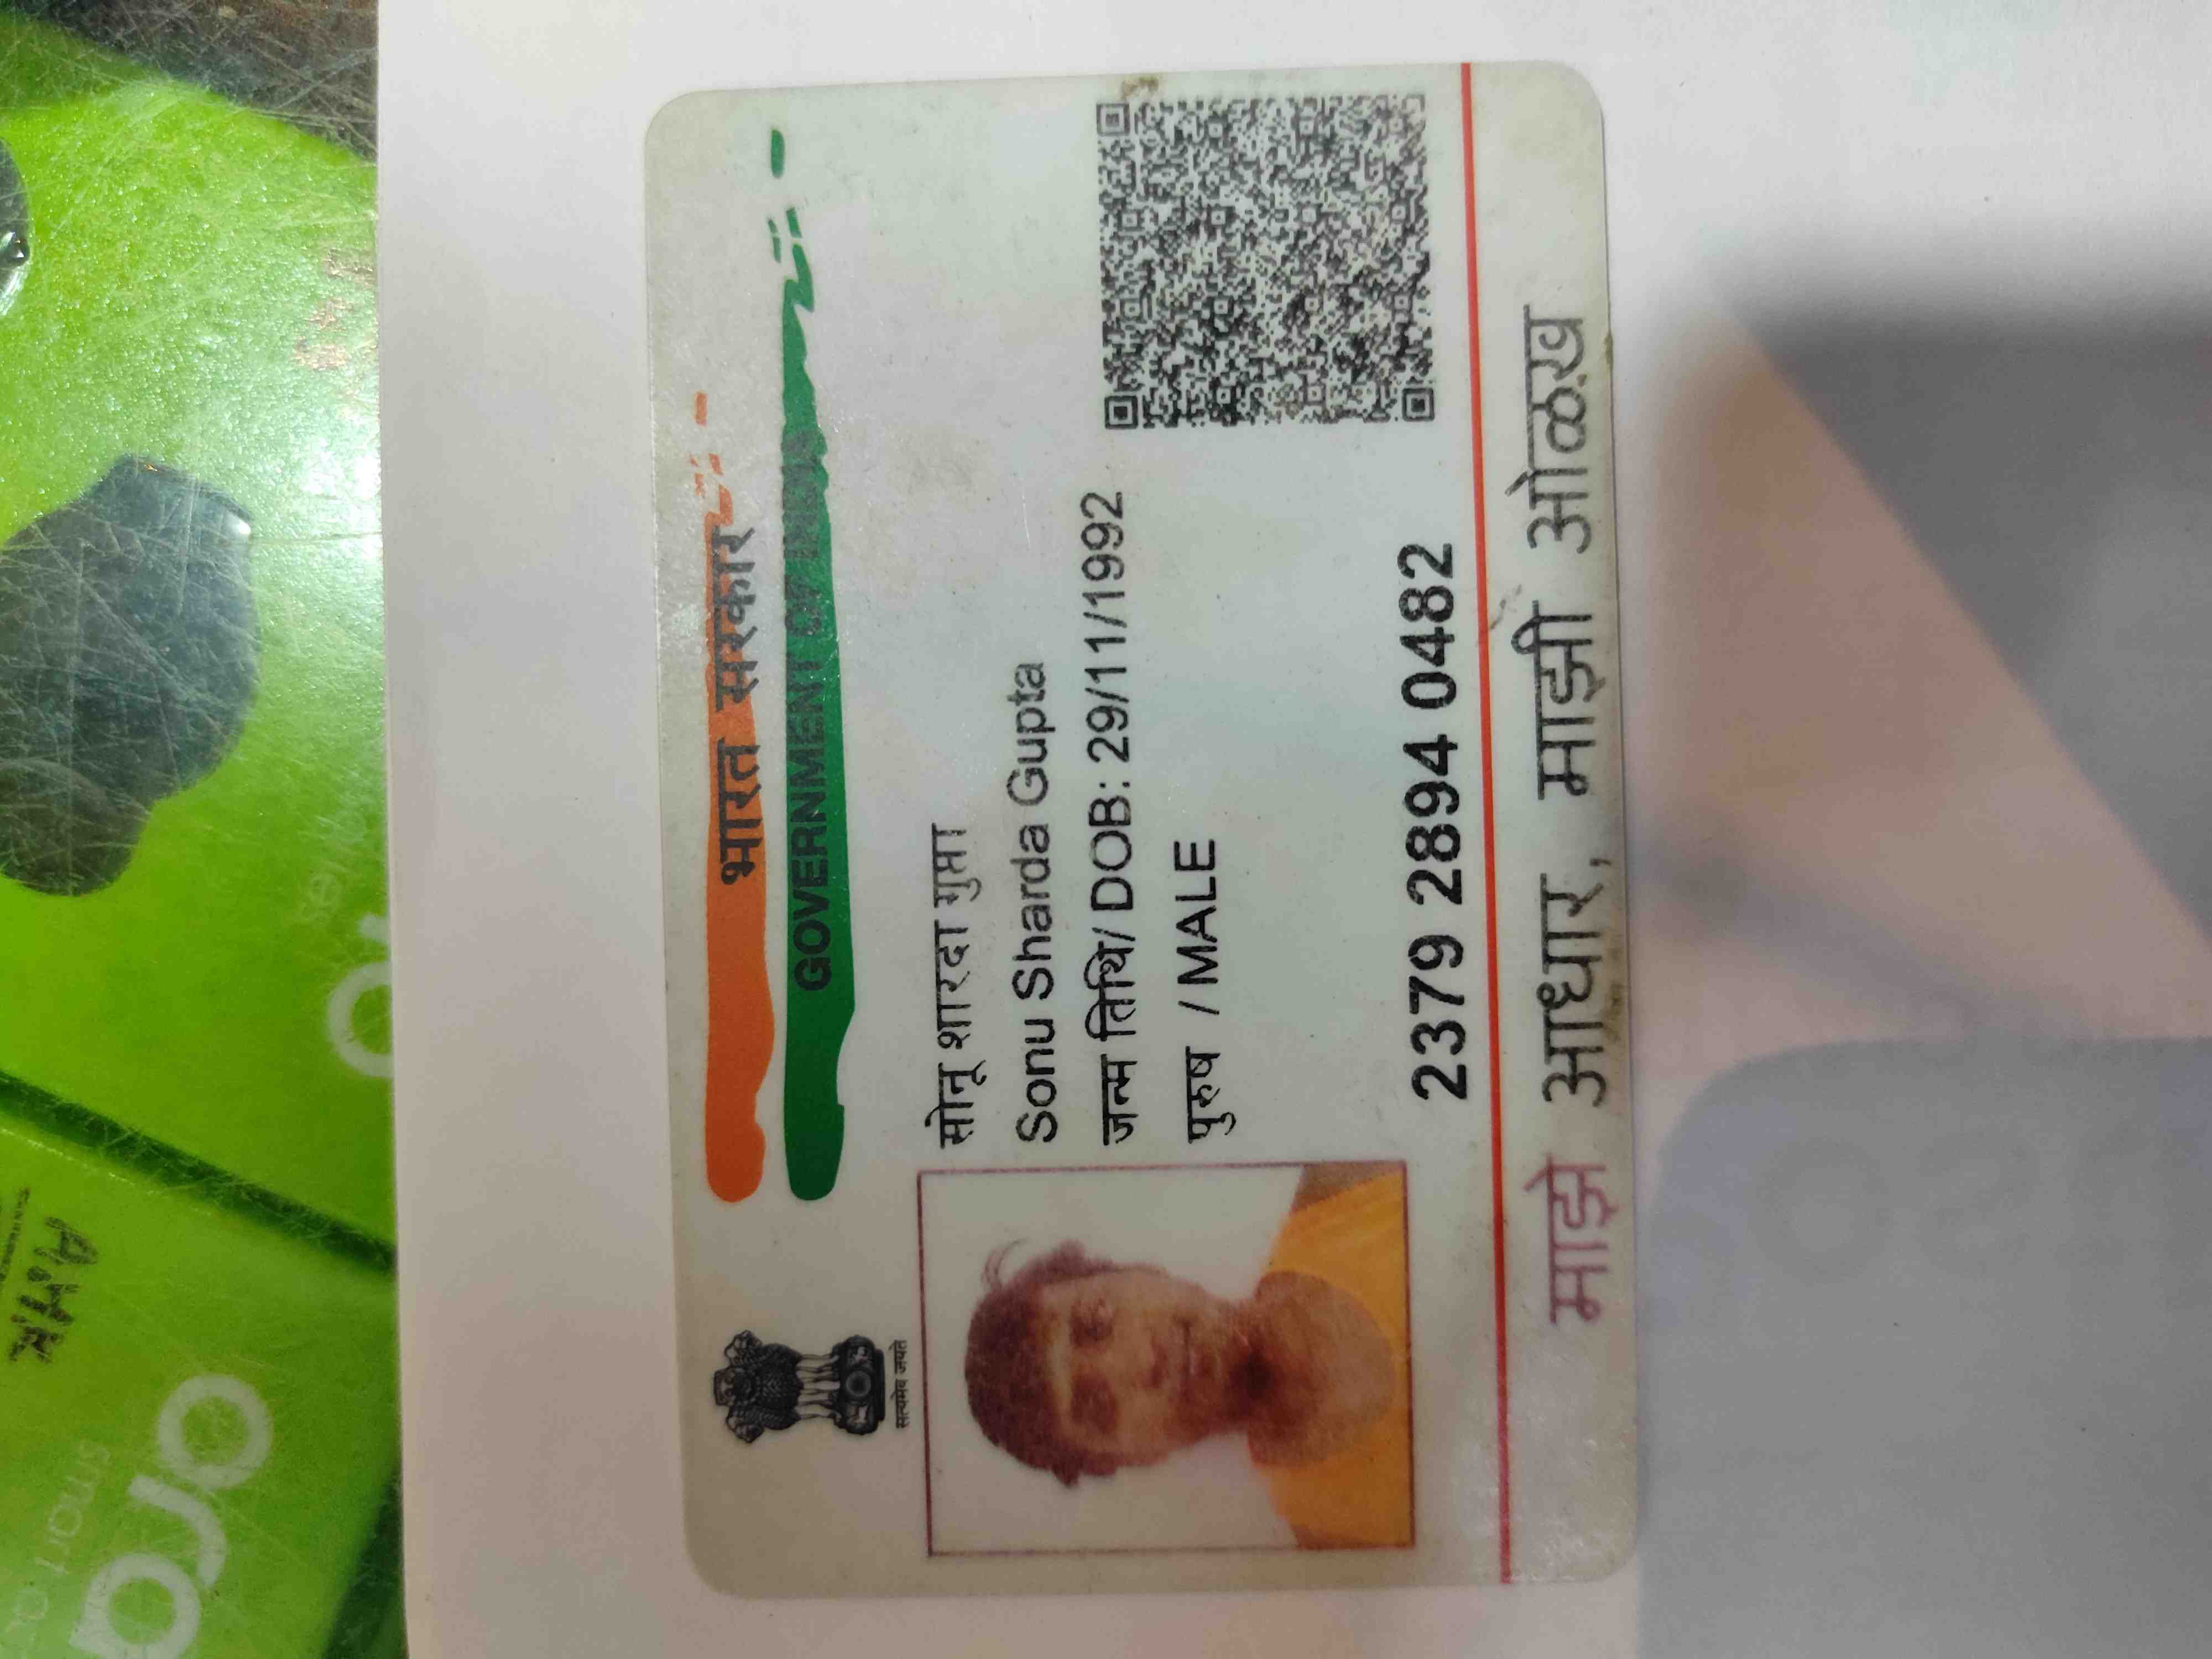 भारत सरकार
GOVERNMENT OF INDIA
सत्यमेव जयते
सोनू शारदा गुप्ता
Sonu Sharda Gupta
जन्म तिथि/ DOB: 29/11/1992
पुरुष / MALE
2379 2894 0482
माझे आधार, माझी ओळख